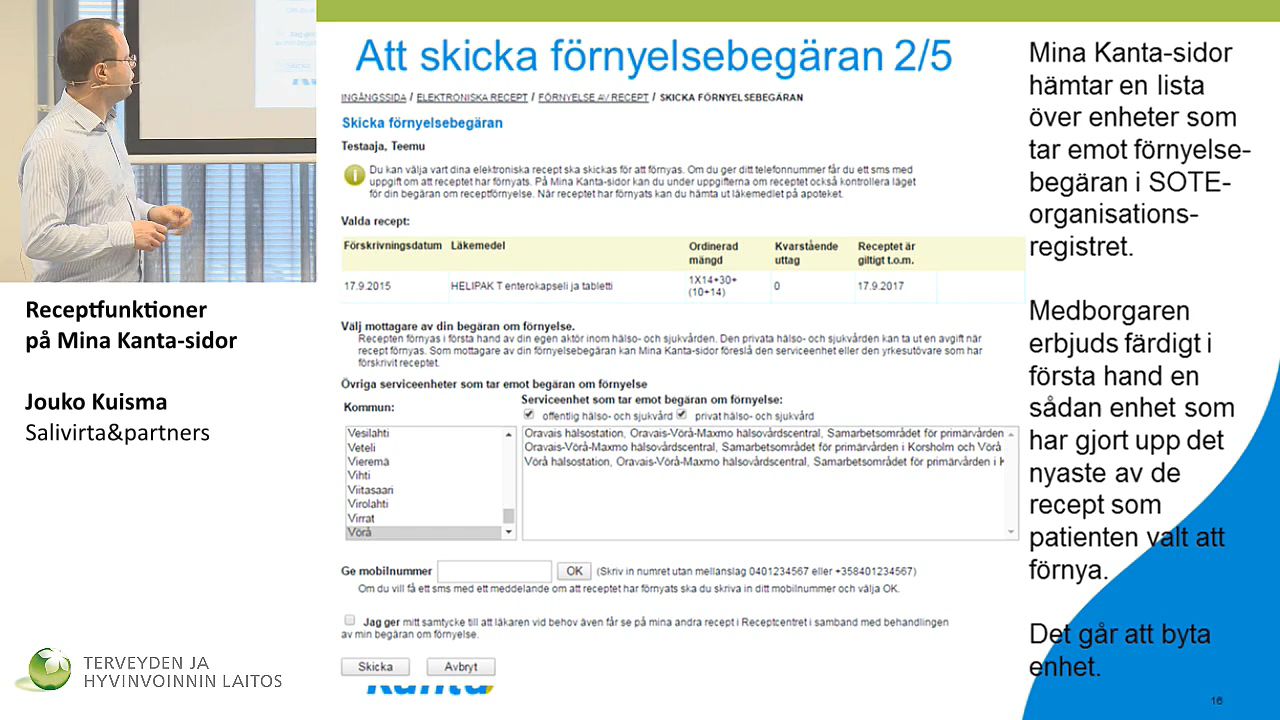 Att skicka förnyelsebegäran 2/5
INGÅNGSSIDA / ELEKTRONISKA RECEPT / FÖRNYELSE AV RECEPT / SKICKA FÖRNYELSEBEGÄRAN
Skicka förnyelsebegäran
Testaaja, Teemu
Du kan välja vart dina elektroniska recept ska skickas för att förnyas. Om du ger ditt telefonnummer får du ett sms med
uppgift om att receptet har förnyats. På Mina Kanta-sidor kan du under uppgifterna om receptet också kontrollera läget
för din begäran om receptförnyelse. När receptet har förnyats kan du hämta ut läkemedlet på apoteket.
Valda recept:
Förskrivningsdatum Läkemedel Ordinerad mängd Kvarstående uttag Receptet är giltigt t.o.m.
17.9.2015 HELIPAK T enterokapseli ja tabletti 1X14+30+ (10+14) 0 17.9.2017
Välj mottagare av din begäran om förnyelse.
Recepten förnyas i första hand av din egen aktör inom hälso- och sjukvården. Den privata hälso- och sjukvården kan ta ut en avgift när
recept förnyas. Som mottagare av din förnyelsebegäran kan Mina Kanta-sidor föreslå den serviceenhet eller den yrkesutövare som har
förskrivit receptet.
Övriga serviceenheter som tar emot begäran om förnyelse
Kommun:
Vesilahti
Veteli
Vieremä
Vihti
Viitasaari
Virolahti
Virrat
Vörå
Serviceenhet som tar emot begäran om förnyelse:
offentlig hälso- och sjukvård privat hälso- och sjukvård
Oravais hälsostation, Oravais-Vörå-Maxmo hälsovårdscentral, Samarbetsområdet för primärvården
Oravais-Vörå-Maxmo hälsovårdscentral, Samarbetsområdet för primärvården i Korsholm och Vörå
Vörå hälsostation, Oravais-Vörå-Maxmo hälsovårdscentral, Samarbetsområdet för primärvården i K
Ge mobilnummer OK (Skriv in numret utan mellanslag 0401234567 eller +358401234567)
Om du vill få ett sms med ett meddelande om att receptet har förnyats ska du skriva in ditt mobilnummer och välja OK.
Jag ger mitt samtycke till att läkaren vid behov även får se på mina andra recept i Receptcentret i samband med behandlingen
av min begäran om förnyelse.
Skicka Avbryt
Kanta
Mina Kanta-sidor
hämtar en lista
över enheter som
tar emot förnyelse-
begäran i SOTE-
organisations-
registret.
Medborgaren
erbjuds färdigt i
första hand en
sådan enhet som
har gjort upp det
nyaste av de
recept som
patienten valt att
förnya.
Det går att byta
enhet.
16
Receptfunktioner
på Mina Kanta-sidor
Jouko Kuisma
Salivirta&partners
TERVEYDEN JA
HYVINVOINNIN LAITOS